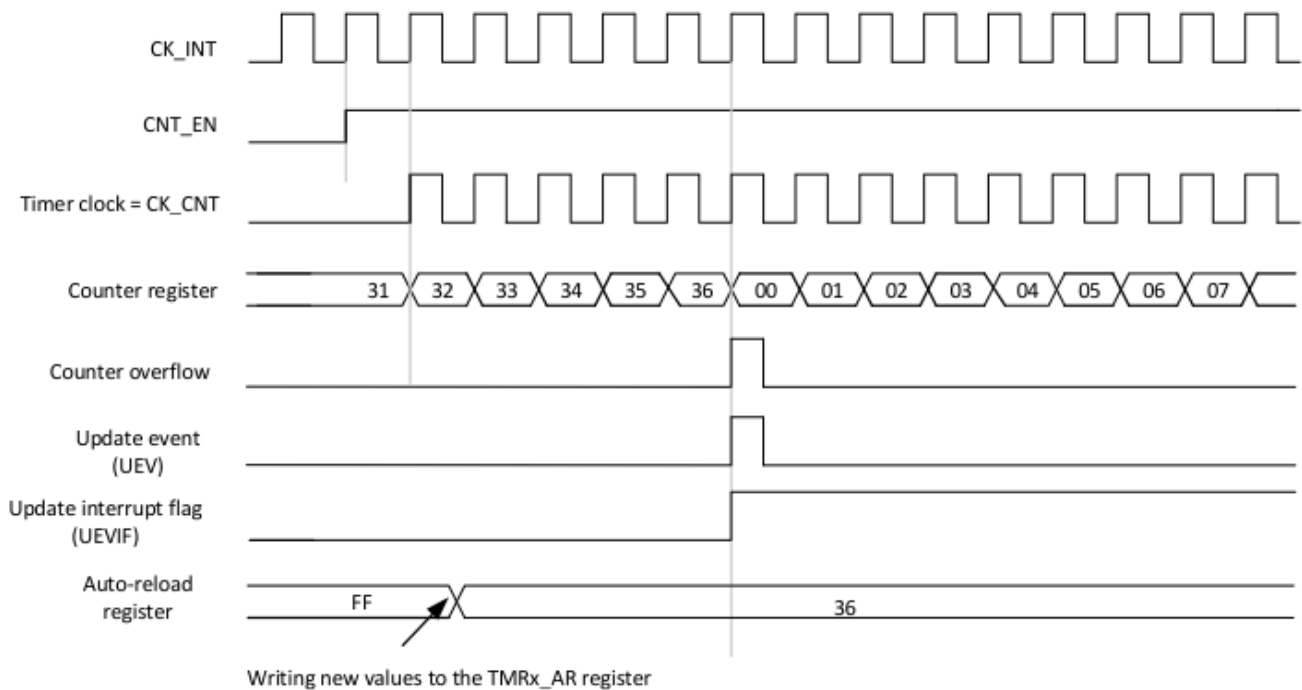 CK_INT
CNT_EN
Timer clock = CK_CNT
Counter register
31 32 33 34 35 36 00 01 02 03 04 05 06 07
Counter overflow
Update event
(UEV)
Update interrupt flag
(UEVIF)
Auto-reload
register
FF
36
Writing new values to the TMRx_AR register